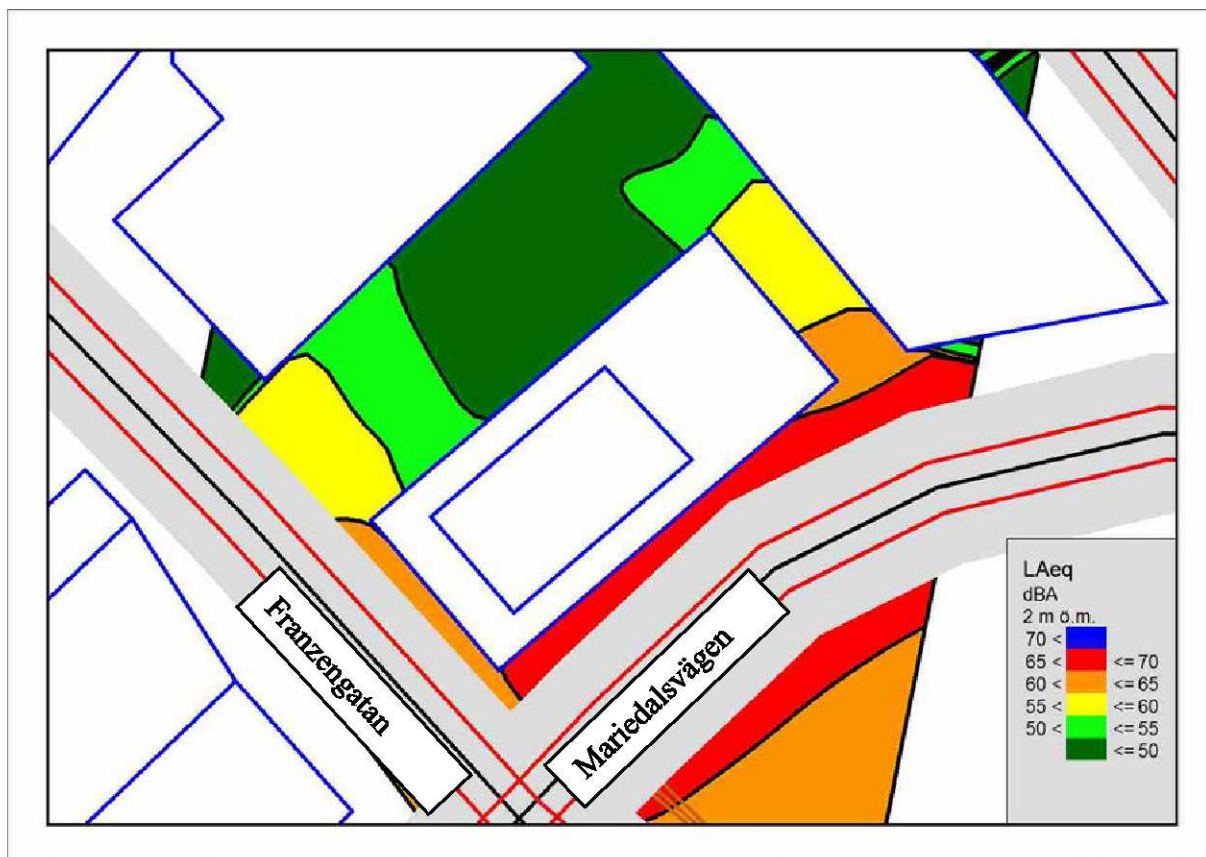 Franzengatan
Mariedalsvägen
LAeq
dBA
2 m ö.m.
70 <
65 < <= 70
60 < <= 65
55 < <= 60
50 < <= 55
<= 50